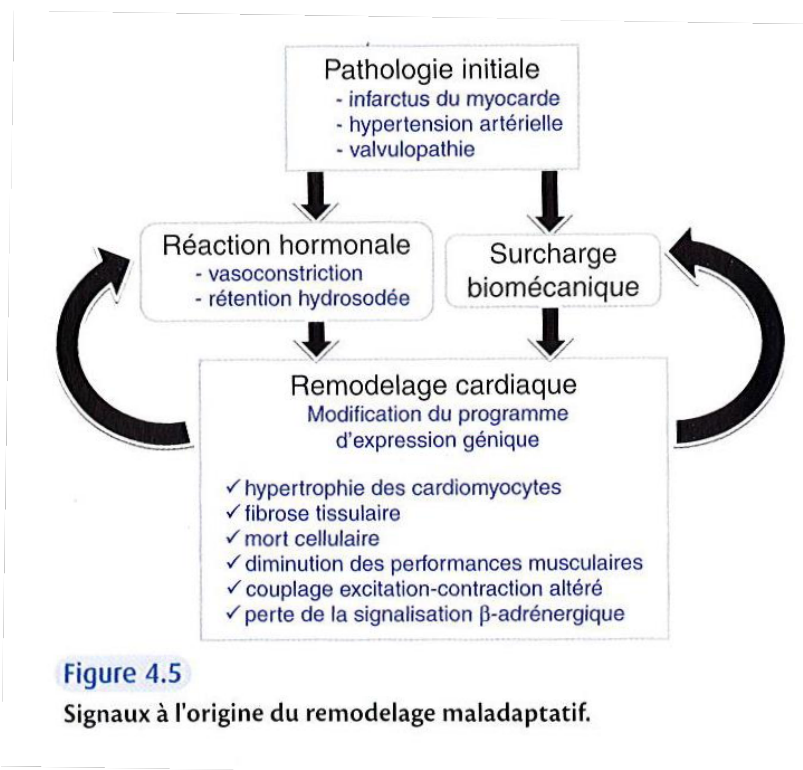 Pathologie initiale
- infarctus du myocarde
- hypertension artérielle
- valvulopathie
Réaction hormonale
- vasoconstriction
- rétention hydrosodée
Surcharge
biomécanique
Remodelage cardiaque
Modification du programme
d'expression génique
✓ hypertrophie des cardiomyocytes
✓ fibrose tissulaire
✓ mort cellulaire
✓ diminution des performances musculaires
✓ couplage excitation-contraction altéré
✓ perte de la signalisation β-adrénergique
Figure 4.5
Signaux à l'origine du remodelage maladaptatif.